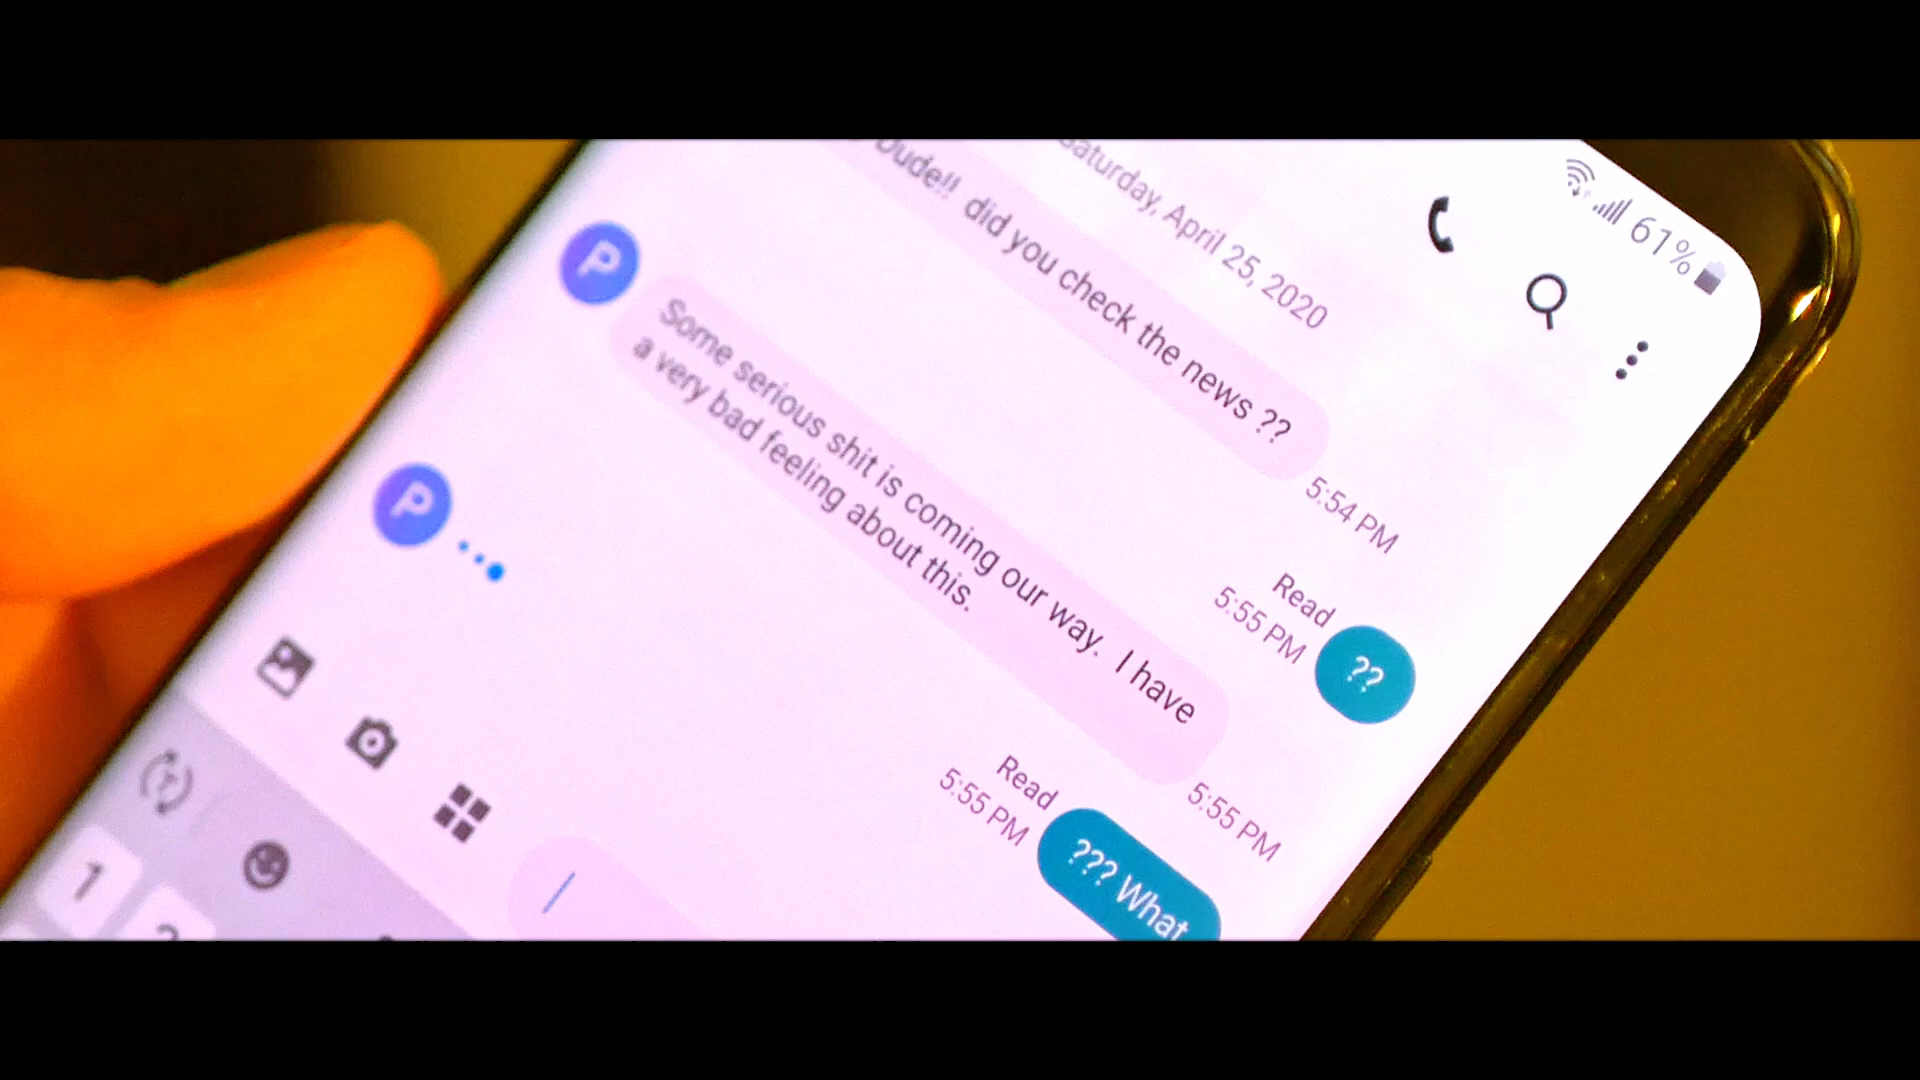 61%
Saturday, April 25, 2020
Dude!! did you check the news ??
5:54 PM
Read
5:55 PM
??
P
Some serious shit is coming our way. I have
a very bad feeling about this.
5:55 PM
Read
5:55 PM
??? What
P
T
1
2